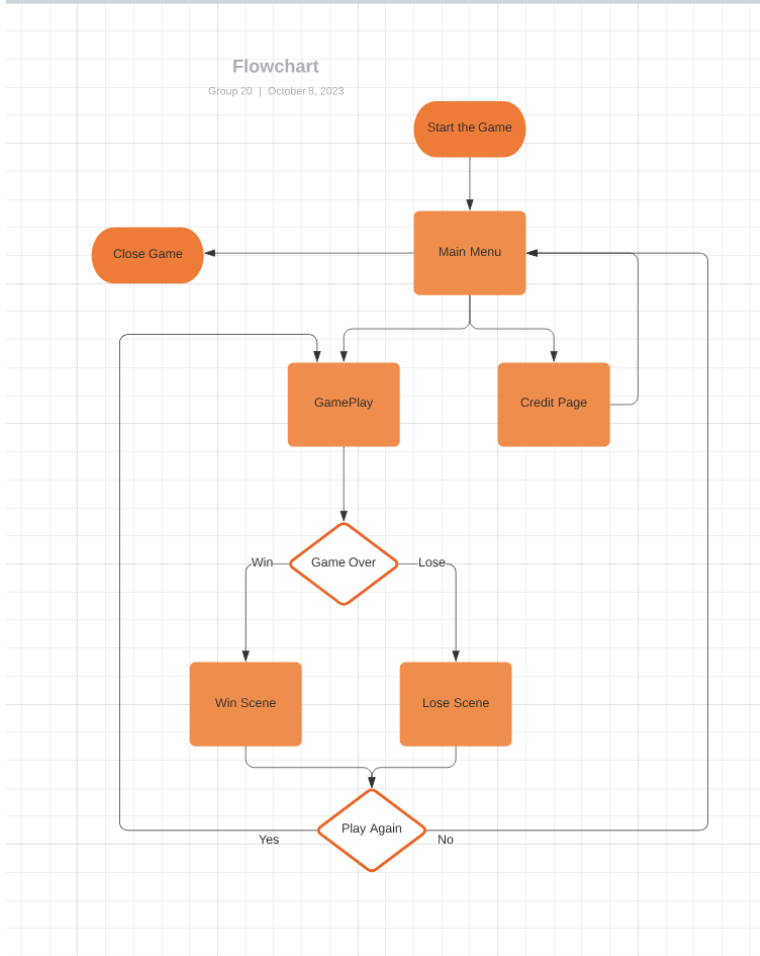 Flowchart
Group 20 | October 8, 2023
Start the Game
Main Menu
Close Game
GamePlay
Credit Page
Game Over
Win
Lose
Win Scene
Lose Scene
Play Again
Yes
No